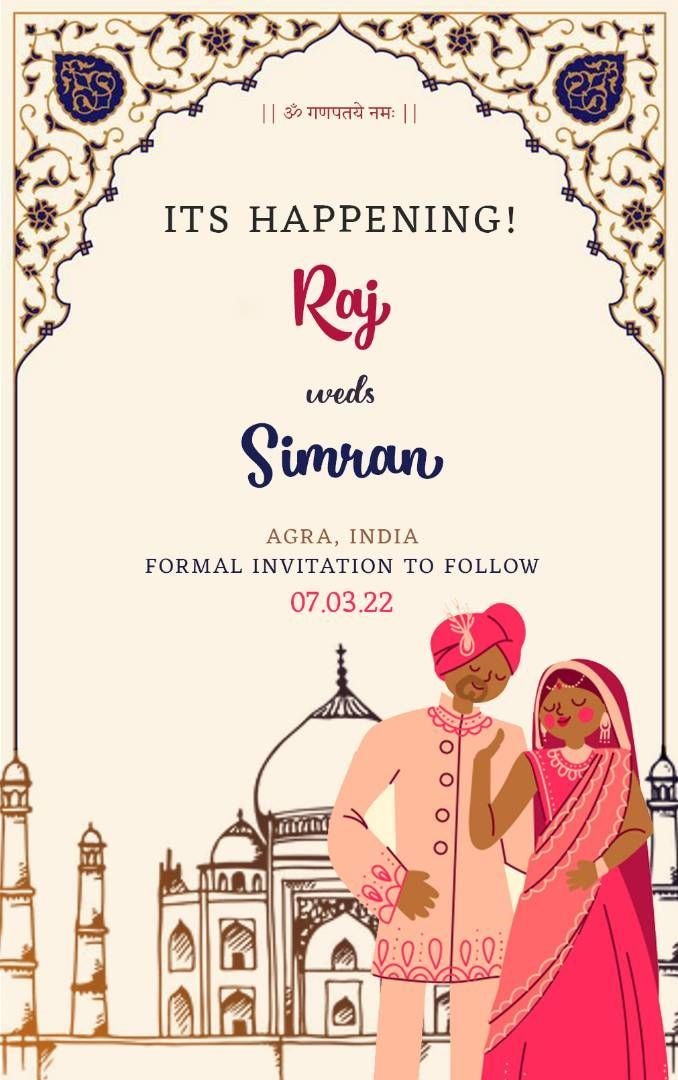 || ॐ गणपतये नमः ||
ITS HAPPENING!
Raj
weds
Simran
AGRA, INDIA
FORMAL INVITATION TO FOLLOW
07.03.22